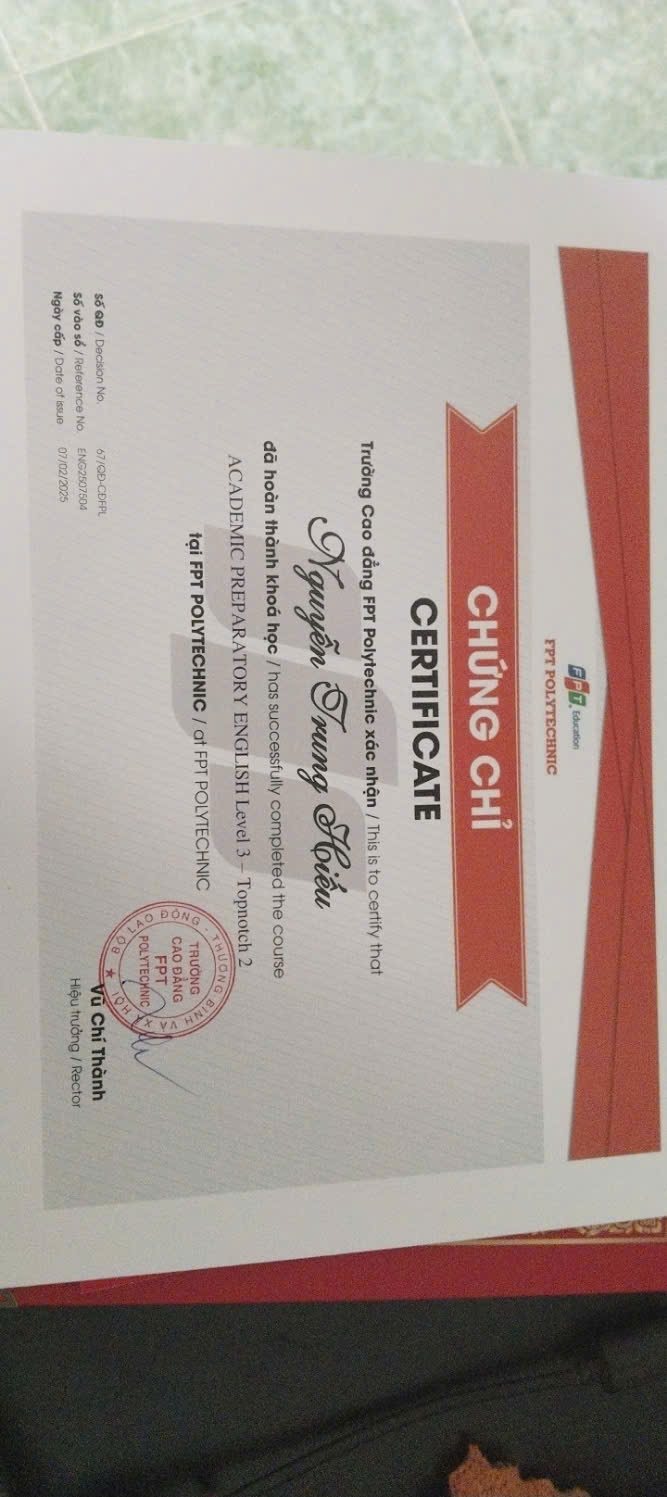 FPT Education
FPT POLYTECHNIC
CHỨNG CHỈ
CERTIFICATE
Trường Cao đẳng FPT Polytechnic xác nhận / This is to certify that
Nguyễn Trung Hiếu
đã hoàn thành khoá học / has successfully completed the course
ACADEMIC PREPARATORY ENGLISH Level 3 – Topnotch 2
tại FPT POLYTECHNIC / at FPT POLYTECHNIC
BỘ LAO ĐỘNG - THƯƠNG BINH VÀ XÃ HỘI
TRƯỜNG
CAO ĐẲNG
FPT
POLYTECHNIC
Vũ Chí Thành
Hiệu trưởng / Rector
Số QĐ / Decision No. 67/QĐ-CĐFPL
Số vào sổ / Reference No. ENG2507504
Ngày cấp / Date of issue 07/02/2025